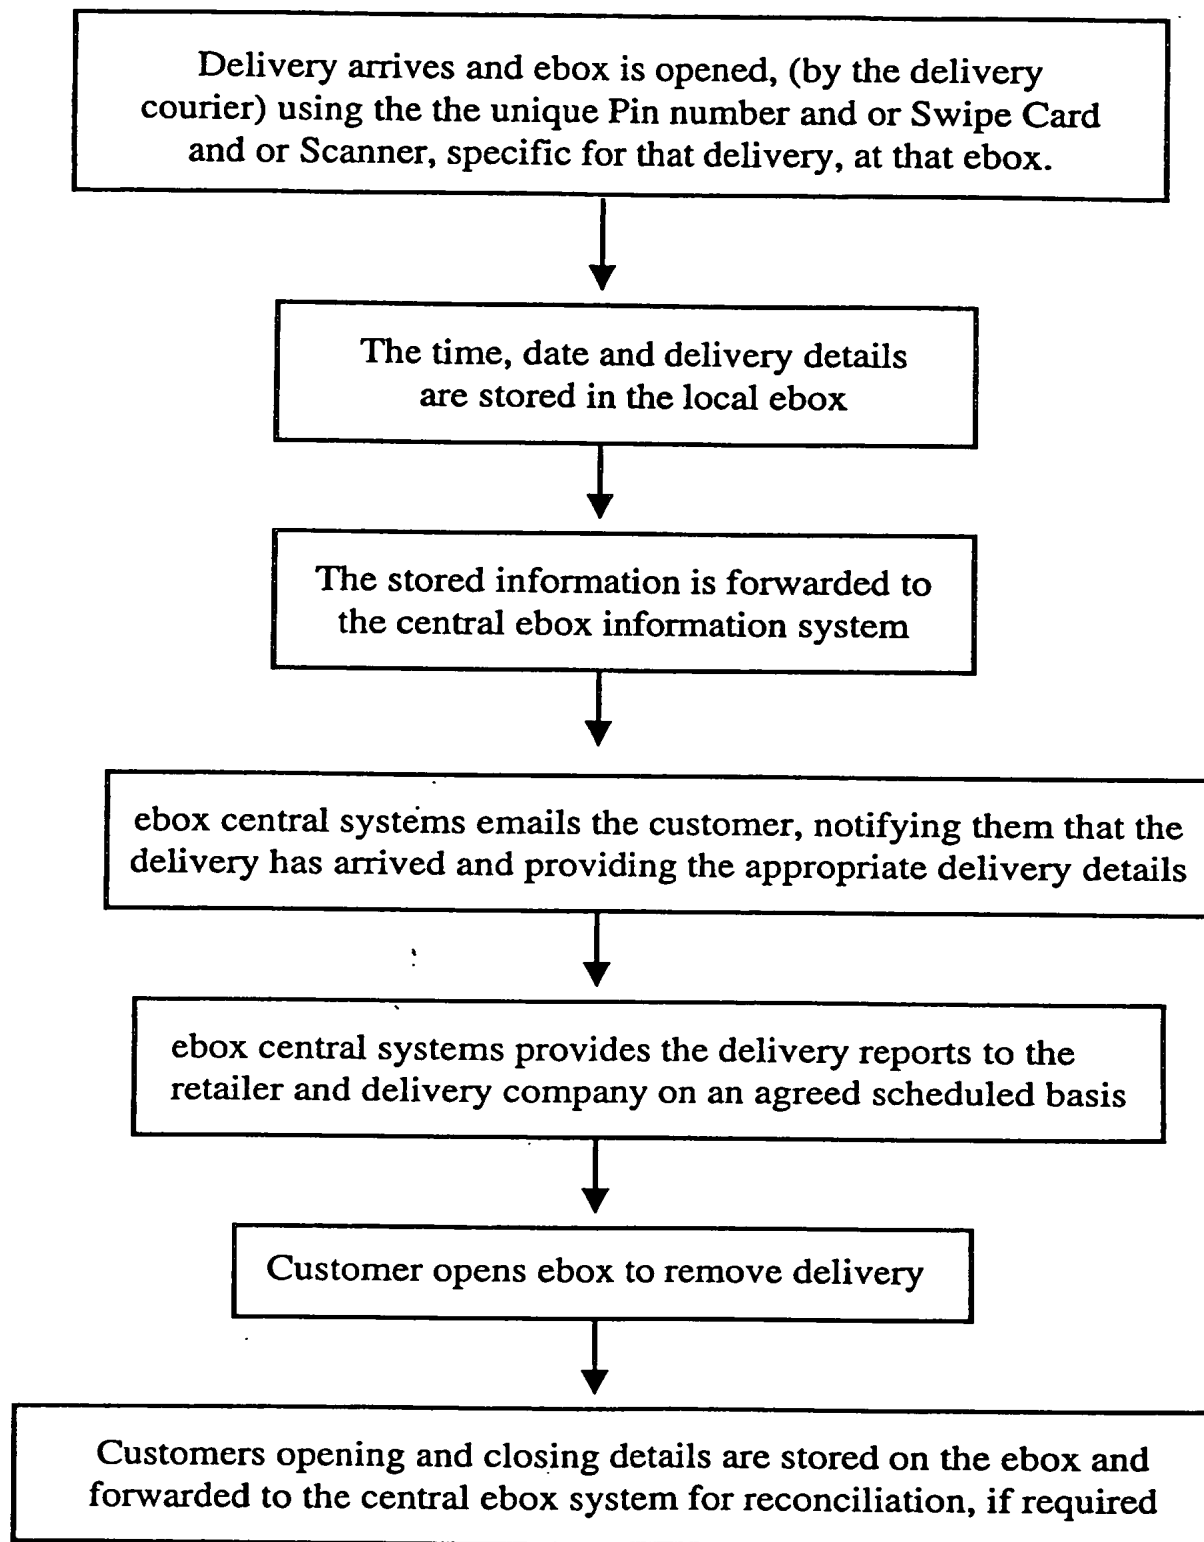 Delivery arrives and ebox is opened, (by the delivery
courier) using the the unique Pin number and or Swipe Card
and or Scanner, specific for that delivery, at that ebox.
The time, date and delivery details
are stored in the local ebox
The stored information is forwarded to
the central ebox information system
ebox central systems emails the customer, notifying them that the
delivery has arrived and providing the appropriate delivery details
ebox central systems provides the delivery reports to the
retailer and delivery company on an agreed scheduled basis
Customer opens ebox to remove delivery
Customers opening and closing details are stored on the ebox and
forwarded to the central ebox system for reconciliation, if required